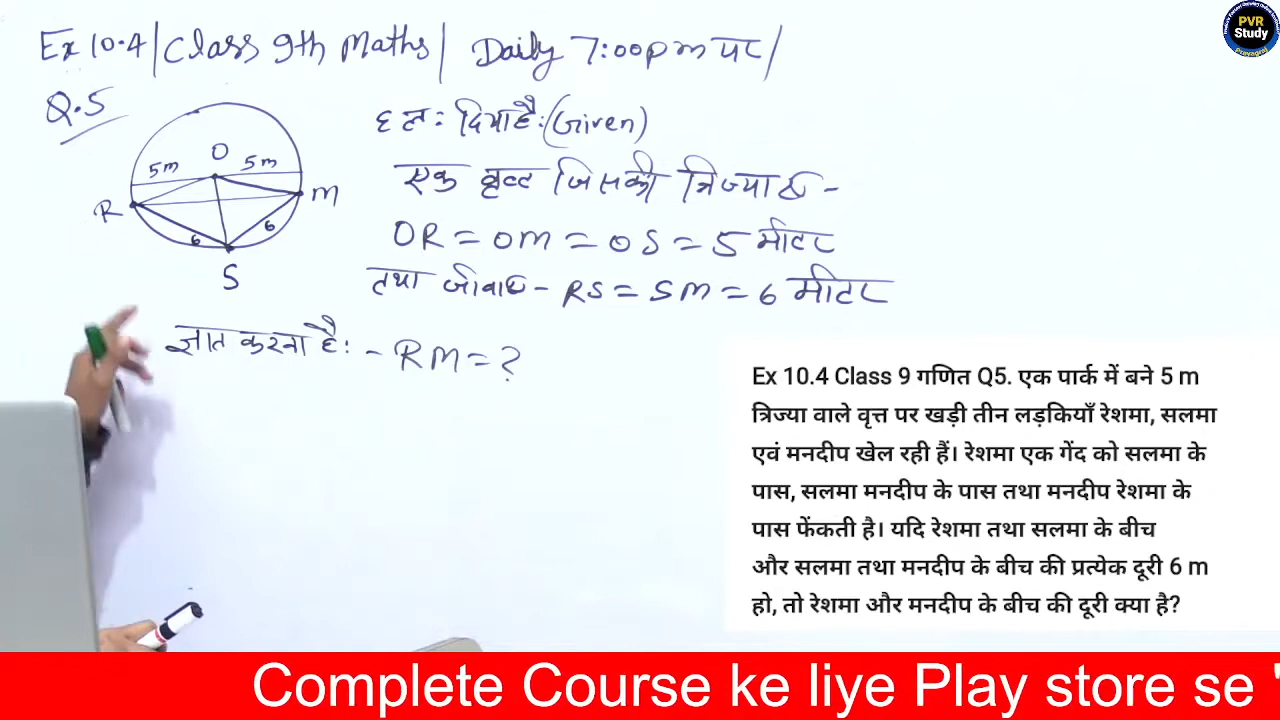 Ex 10.4 | Class 9th Maths | Daily 7:00pm पर |
PVR
Study
Prayagraj
Q.5
हल: दिया है: (Given)
एक वृत्त जिसकी त्रिज्याएँ -
OR = OM = OS = 5 मीटर
तथा जीवाएँ - RS = SM = 6 मीटर
ज्ञात करना है: - RM = ?
O
5m 5m
R M
6 6
S
Ex 10.4 Class 9 गणित Q5. एक पार्क में बने 5 m
त्रिज्या वाले वृत्त पर खड़ी तीन लड़कियाँ रेशमा, सलमा
एवं मनदीप खेल रही हैं। रेशमा एक गेंद को सलमा के
पास, सलमा मनदीप के पास तथा मनदीप रेशमा के
पास फेंकती है। यदि रेशमा तथा सलमा के बीच
और सलमा तथा मनदीप के बीच की प्रत्येक दूरी 6 m
हो, तो रेशमा और मनदीप के बीच की दूरी क्या है?
Complete Course ke liye Play store se '